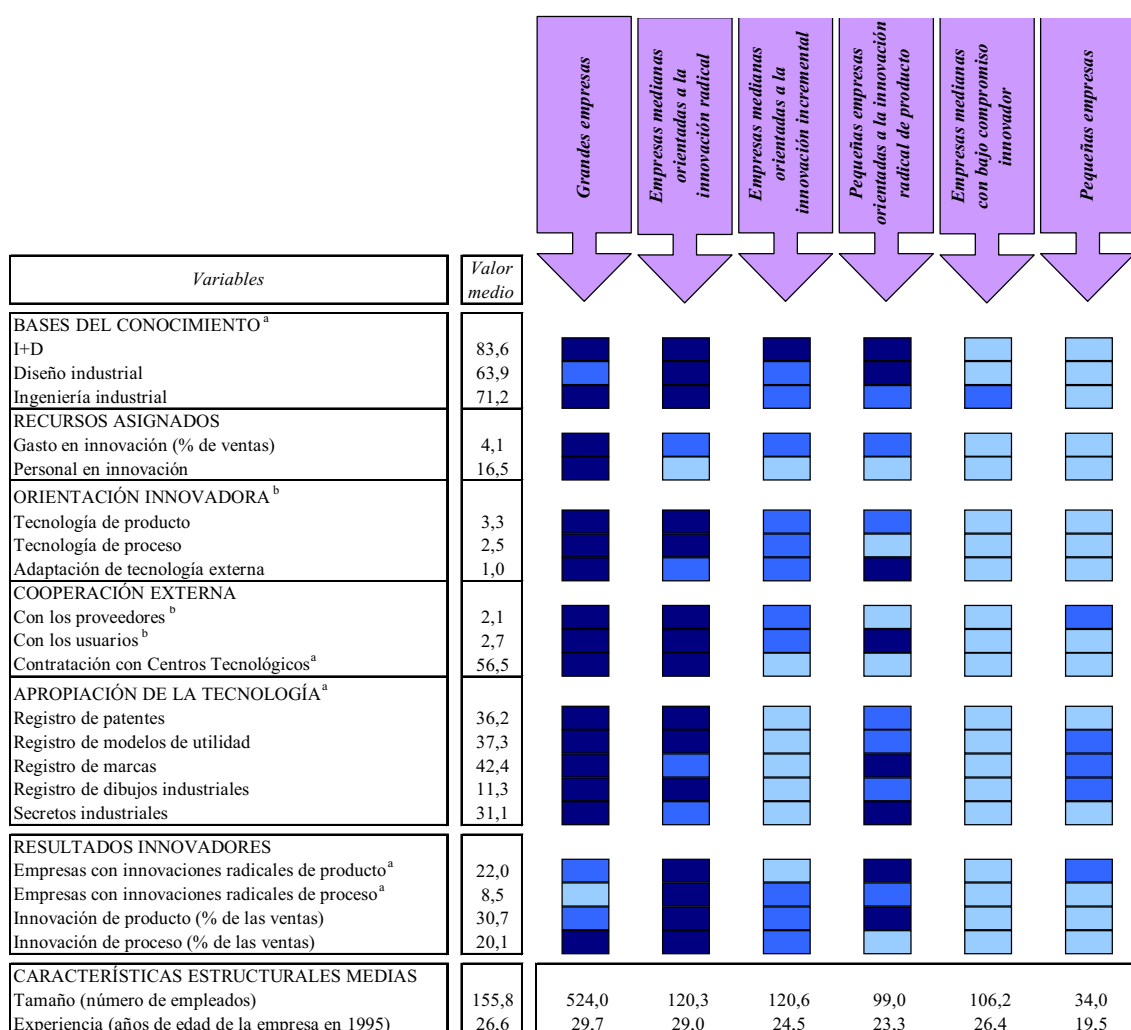 Grandes empresas
Empresas medianas
orientadas a la
innovación radical
Empresas medianas
orientadas a la
innovación incremental
Pequeñas empresas
orientadas a la innovación
radical de producto
Empresas medianas
con bajo compromiso
innovador
Pequeñas empresas
Variables
Valor
medio
BASES DEL CONOCIMIENTO a
I+D 83,6
Diseño industrial 63,9
Ingeniería industrial 71,2
RECURSOS ASIGNADOS
Gasto en innovación (% de ventas) 4,1
Personal en innovación 16,5
ORIENTACIÓN INNOVADORA b
Tecnología de producto 3,3
Tecnología de proceso 2,5
Adaptación de tecnología externa 1,0
COOPERACIÓN EXTERNA
Con los proveedores b 2,1
Con los usuarios b 2,7
Contratación con Centros Tecnológicos a 56,5
APROPIACIÓN DE LA TECNOLOGÍA a
Registro de patentes 36,2
Registro de modelos de utilidad 37,3
Registro de marcas 42,4
Registro de dibujos industriales 11,3
Secretos industriales 31,1
RESULTADOS INNOVADORES
Empresas con innovaciones radicales de producto a 22,0
Empresas con innovaciones radicales de proceso a 8,5
Innovación de producto (% de las ventas) 30,7
Innovación de proceso (% de las ventas) 20,1
CARACTERÍSTICAS ESTRUCTURALES MEDIAS
Tamaño (número de empleados) 155,8 524,0 120,3 120,6 99,0 106,2 34,0
Experiencia (años de edad de la empresa en 1995) 26,6 29,7 29,0 24,5 23,3 26,4 19,5